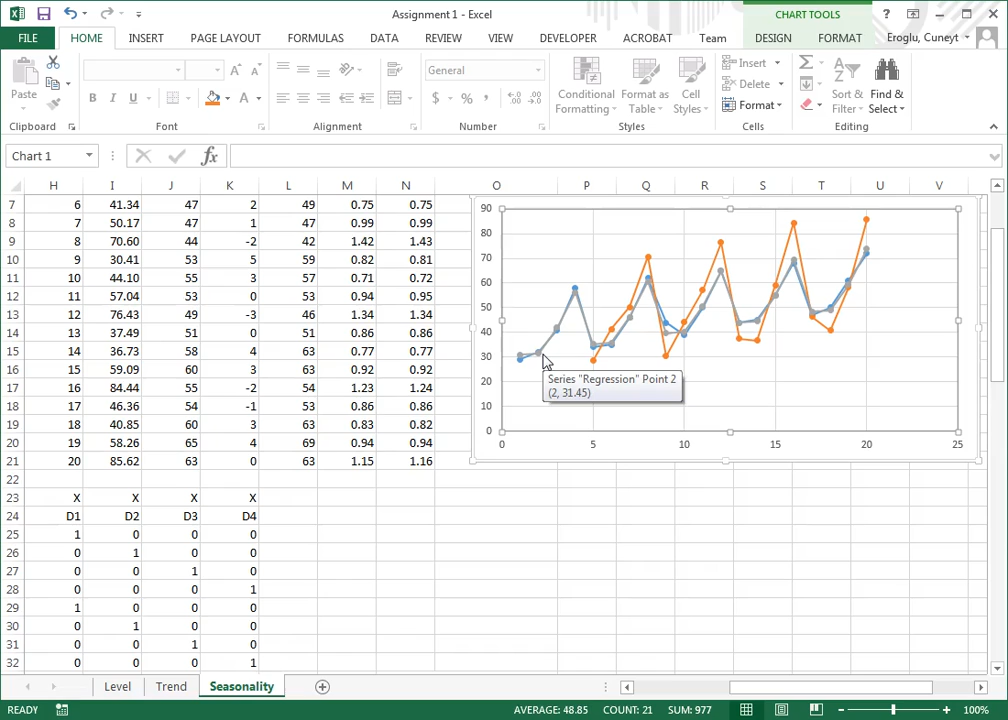 Assignment 1 - Excel
CHART TOOLS
?
FILE HOME INSERT PAGE LAYOUT FORMULAS DATA REVIEW VIEW DEVELOPER ACROBAT Team DESIGN FORMAT Eroglu, Cuneyt
Paste
B I U A
General
$ % ,
Conditional Formatting
Format as Table
Cell Styles
Insert
Delete
Format
Sort & Filter
Find & Select
Clipboard Font Alignment Number Styles Cells Editing
Chart 1 fx
H I J K L M N O P Q R S T U V
7 6 41.34 47 2 49 0.75 0.75
8 7 50.17 47 1 47 0.99 0.99
9 8 70.60 44 -2 42 1.42 1.43
10 9 30.41 53 5 59 0.82 0.81
11 10 44.10 55 3 57 0.71 0.72
12 11 57.04 53 0 53 0.94 0.95
13 12 76.43 49 -3 46 1.34 1.34
14 13 37.49 51 0 51 0.86 0.86
15 14 36.73 58 4 63 0.77 0.77
16 15 59.09 60 3 63 0.92 0.92
17 16 84.44 55 -2 53 1.23 1.24
18 17 46.36 54 -1 53 0.86 0.86
19 18 40.85 60 3 63 0.83 0.82
20 19 58.26 65 4 69 0.94 0.94
21 20 85.62 63 0 63 1.15 1.16
22
23 X X X X
24 D1 D2 D3 D4
25 1 0 0 0
26 0 1 0 0
27 0 0 1 0
28 0 0 0 1
29 1 0 0 0
30 0 1 0 0
31 0 0 1 0
32 0 0 0 1
90
80
70
60
50
40
30
20
10
0
0 5 10 15 20 25
Series "Regression" Point 2
(2, 31.45)
Level Trend Seasonality
READY AVERAGE: 48.85 COUNT: 21 SUM: 977 100%